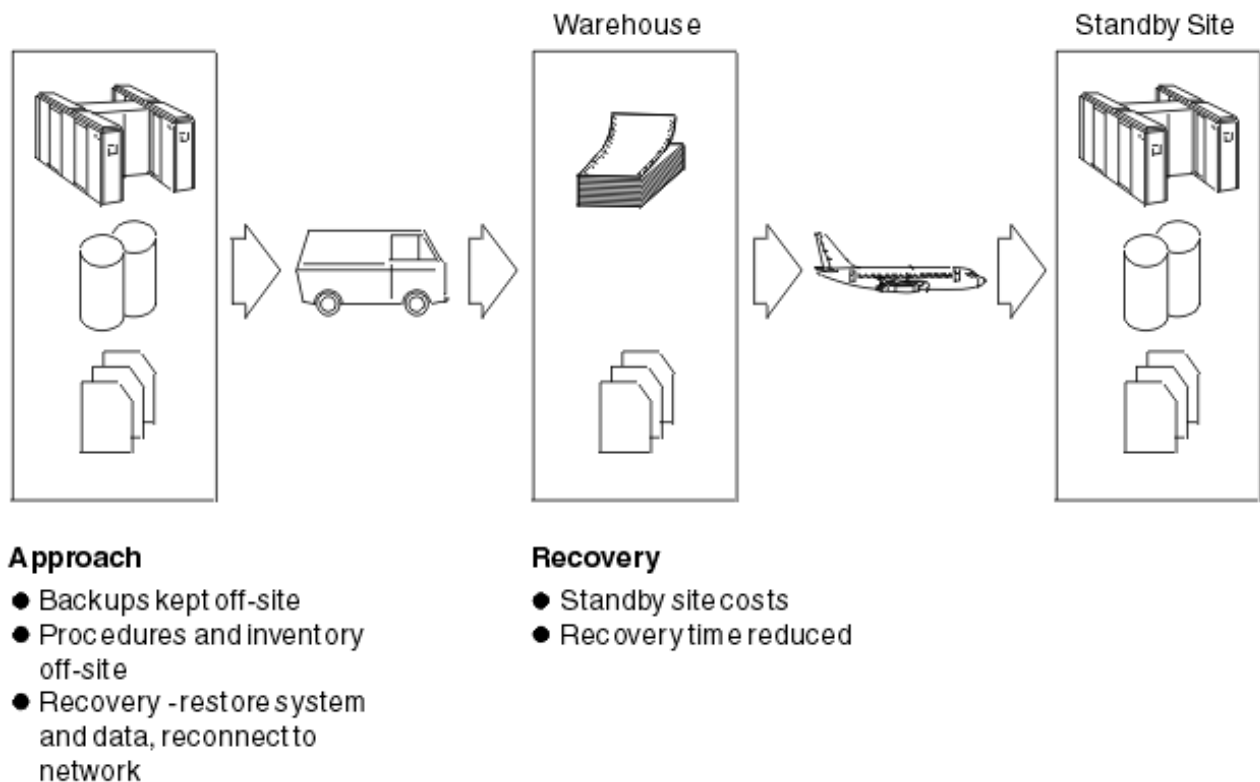 Warehouse
Standby Site
Approach
● Backups kept off-site
● Procedures and inventory
off-site
● Recovery - restore system
and data, reconnect to
network
Recovery
● Standby site costs
● Recovery time reduced